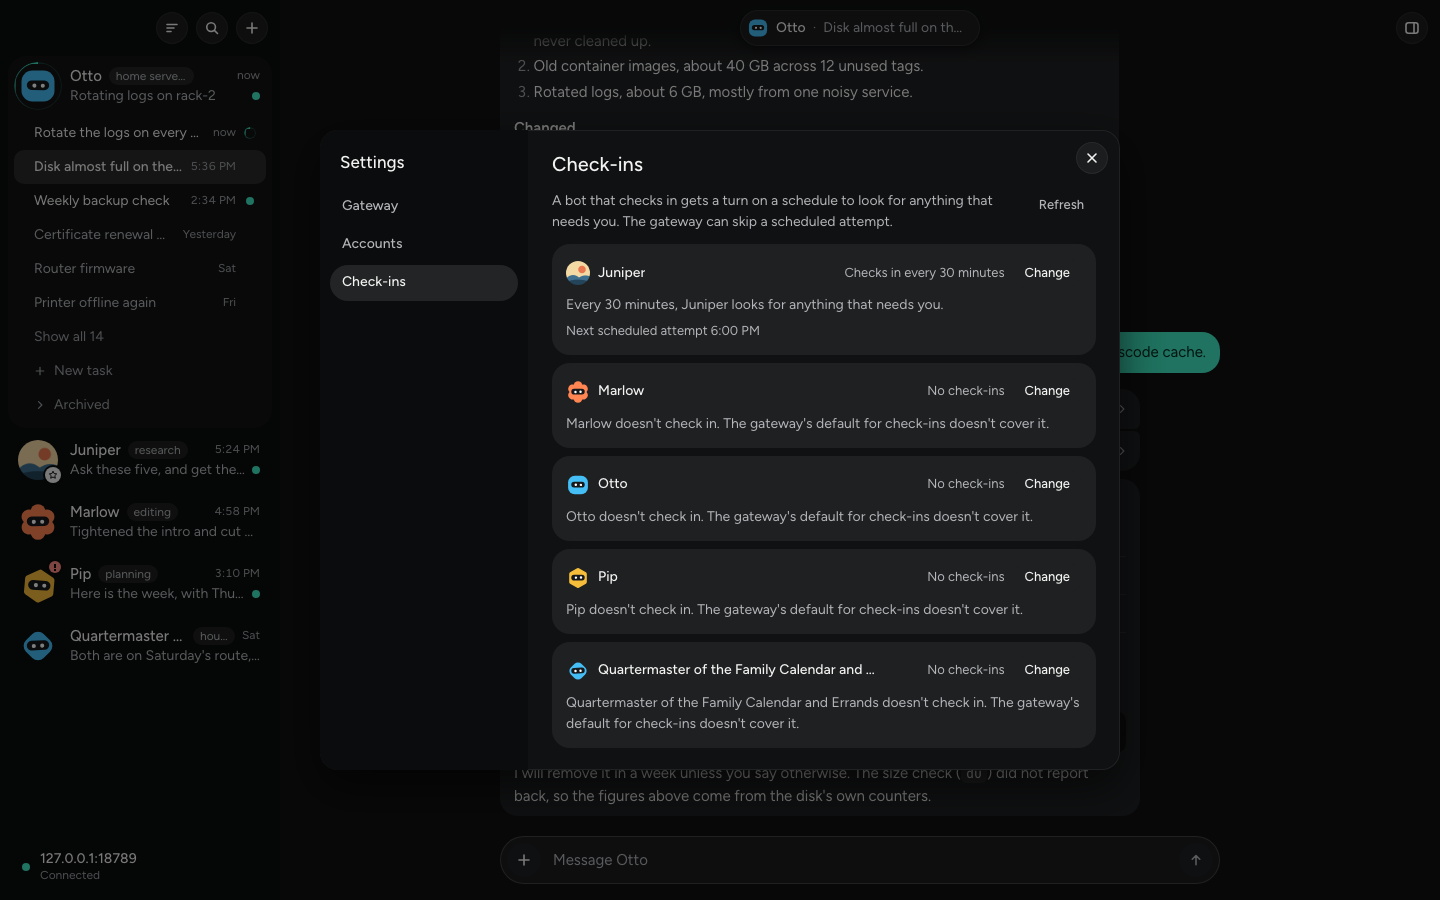 Otto · Disk almost full on th...
Otto home serve... now
Rotating logs on rack-2
Rotate the logs on every ... now
Disk almost full on the... 5:36 PM
Weekly backup check 2:34 PM
Certificate renewal ... Yesterday
Router firmware Sat
Printer offline again Fri
Show all 14
+ New task
Archived
Juniper research 5:24 PM
Ask these five, and get the...
Marlow editing 4:58 PM
Tightened the intro and cut ...
Pip planning 3:10 PM
Here is the week, with Thu...
Quartermaster ... hou... Sat
Both are on Saturday's route,...
127.0.0.1:18789
Connected
never cleaned up.
2. Old container images, about 40 GB across 12 unused tags.
3. Rotated logs, about 6 GB, mostly from one noisy service.
Changed
Settings
Gateway
Accounts
Check-ins
Check-ins
A bot that checks in gets a turn on a schedule to look for anything that
needs you. The gateway can skip a scheduled attempt.
Refresh
Juniper Checks in every 30 minutes Change
Every 30 minutes, Juniper looks for anything that needs you.
Next scheduled attempt 6:00 PM
Marlow No check-ins Change
Marlow doesn't check in. The gateway's default for check-ins doesn't cover it.
Otto No check-ins Change
Otto doesn't check in. The gateway's default for check-ins doesn't cover it.
Pip No check-ins Change
Pip doesn't check in. The gateway's default for check-ins doesn't cover it.
Quartermaster of the Family Calendar and ... No check-ins Change
Quartermaster of the Family Calendar and Errands doesn't check in. The gateway's
default for check-ins doesn't cover it.
scode cache.
I will remove it in a week unless you say otherwise. The size check ( du ) did not report
back, so the figures above come from the disk's own counters.
Message Otto